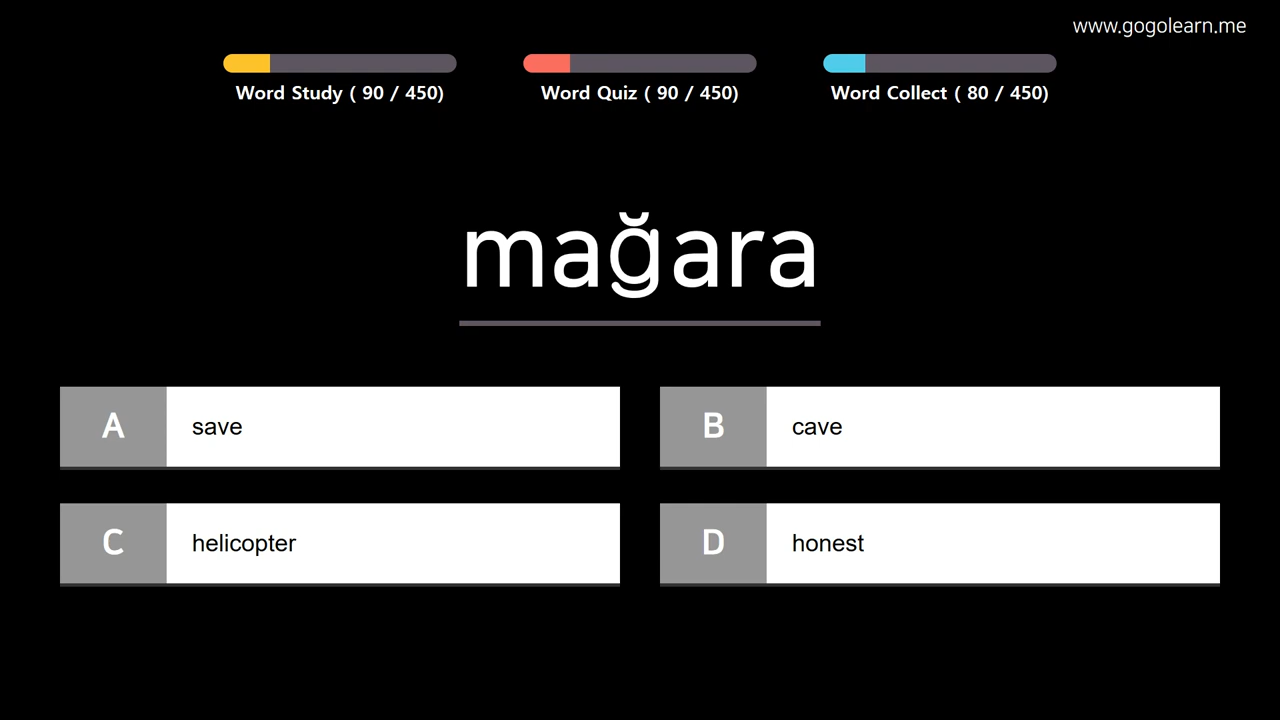 www.gogolearn.me
Word Study ( 90 / 450)
Word Quiz ( 90 / 450)
Word Collect ( 80 / 450)
mağara
A
save
B
cave
C
helicopter
D
honest